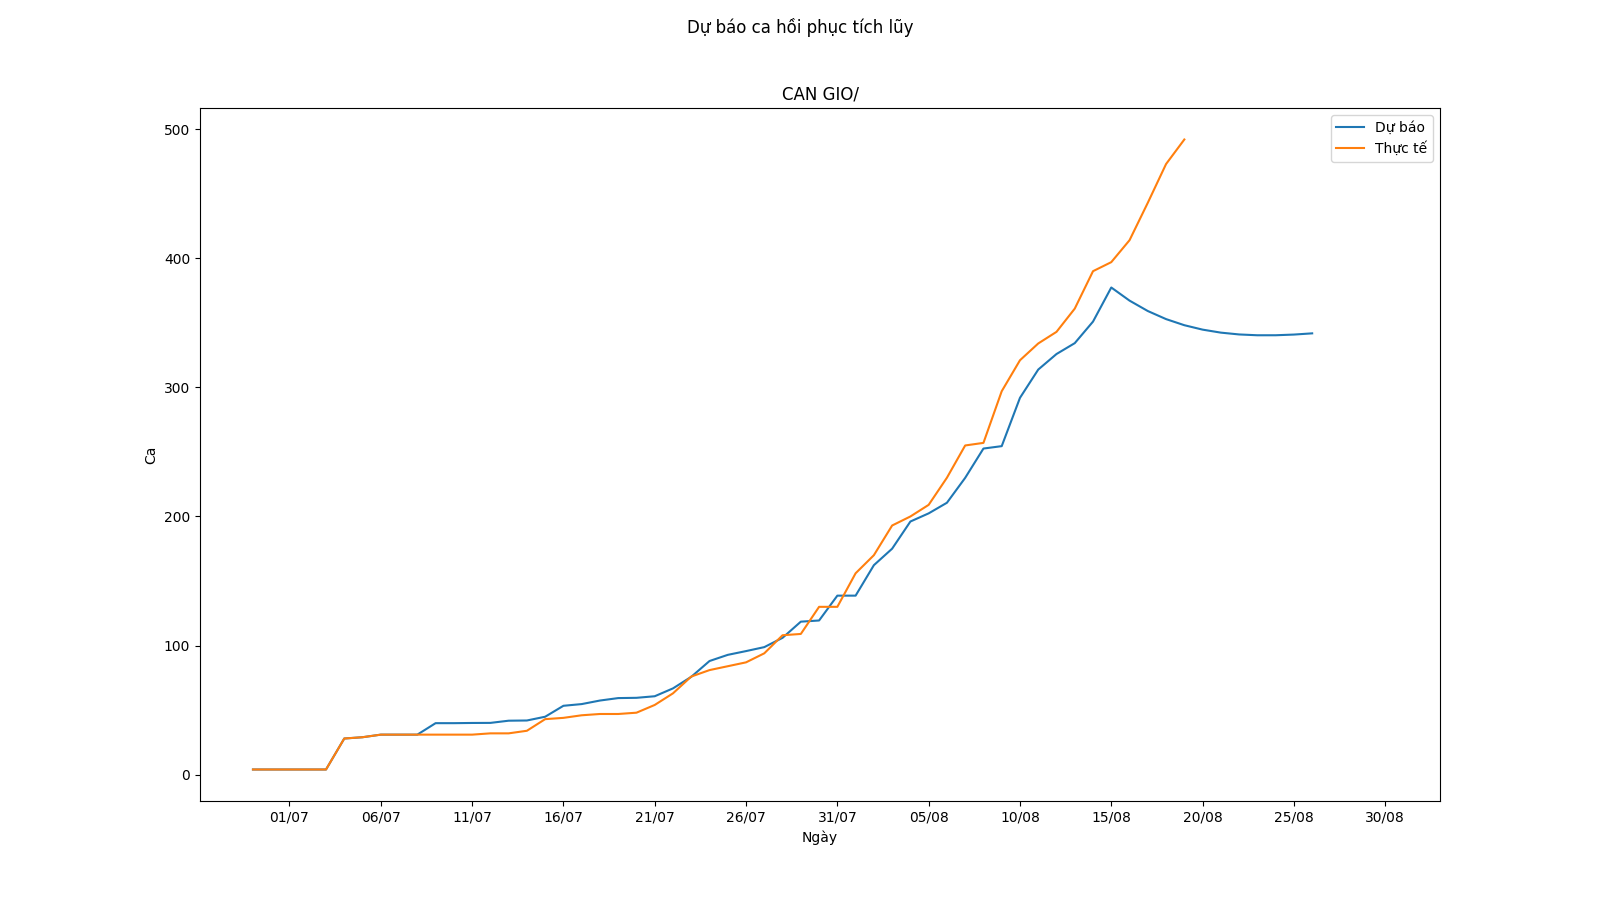 Dự báo ca hồi phục tích lũy
CAN GIO/
Dự báo
Thực tế
500
400
300
200
100
0
Ca
01/07 06/07 11/07 16/07 21/07 26/07 31/07 05/08 10/08 15/08 20/08 25/08 30/08
Ngày